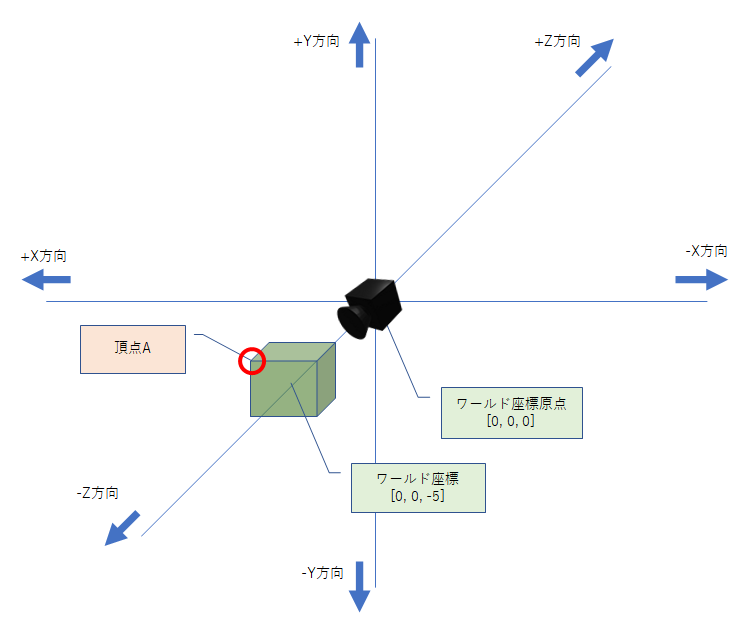 +Y方向
+Z方向
+X方向
-X方向
頂点A
ワールド座標原点
[0, 0, 0]
ワールド座標
[0, 0, -5]
-Z方向
-Y方向